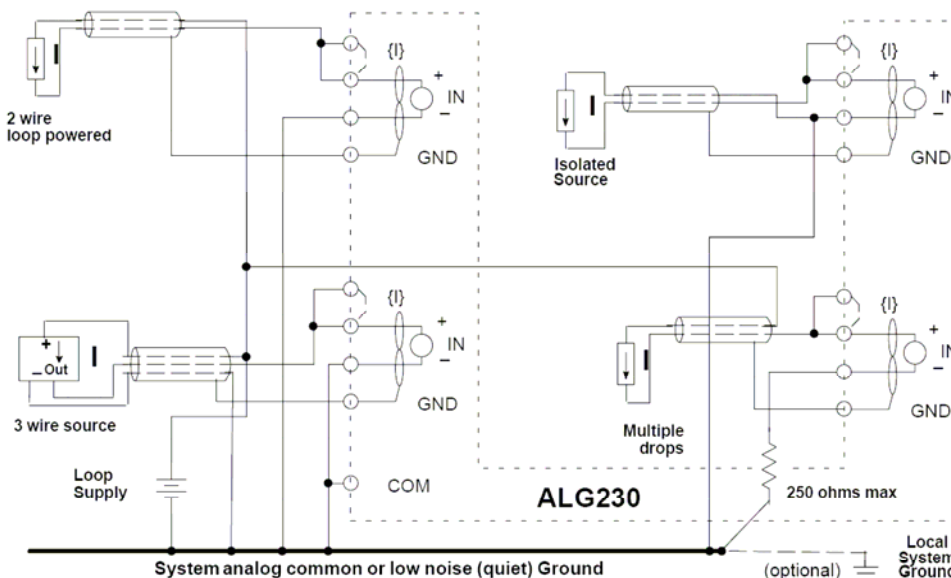 {I}
+
IN
−
GND
2 wire
loop powered
{I}
+
IN
−
GND
Isolated
Source
{I}
+
IN
−
GND
+
− Out
3 wire source
{I}
+
IN
−
GND
Multiple
drops
Loop
Supply
COM
ALG230
250 ohms max
System analog common or low noise (quiet) Ground
(optional)
Local
System
Ground